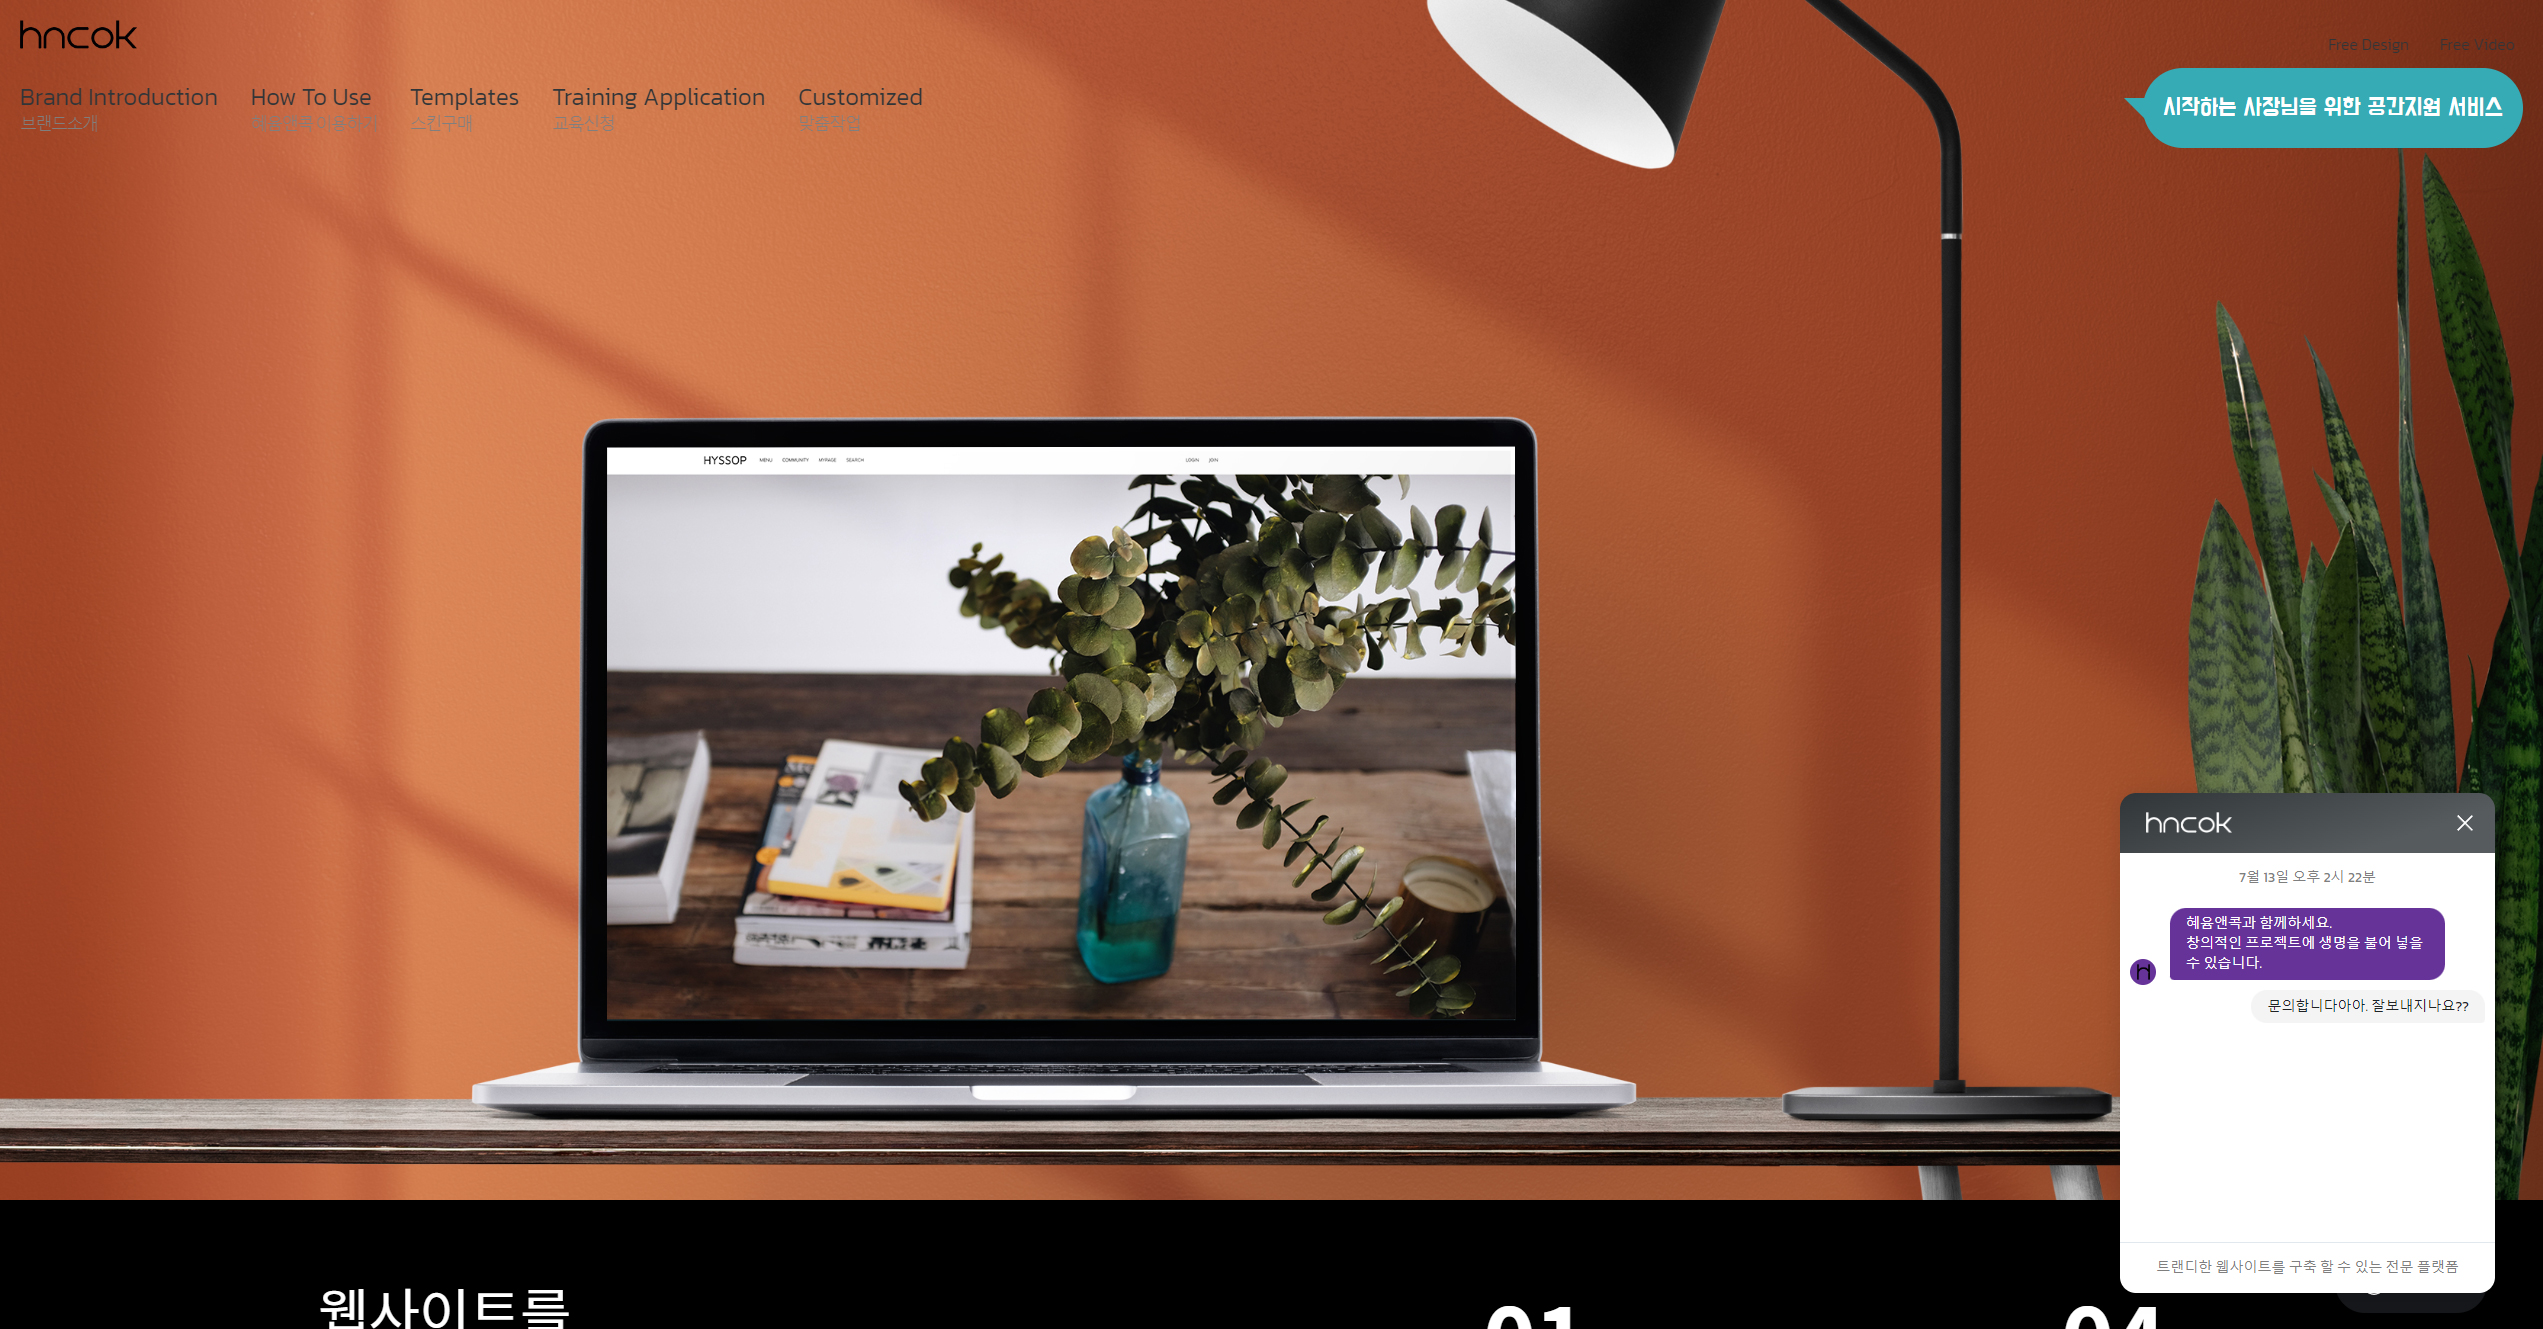 hncok
Free Design Free Video
Brand Introduction How To Use Templates Training Application Customized
브랜드소개 혜윰앤콕 이용하기 스킨구매 교육신청 맞춤작업
시작하는 사장님을 위한 공간지원 서비스
HYSSOP MENU COMMUNITY MYPAGE SEARCH LOGIN JOIN
hncok
7월 13일 오후 2시 22분
혜윰앤콕과 함께하세요.
창의적인 프로젝트에 생명을 불어 넣을
수 있습니다.
h
문의합니다아아. 잘보내지나요??
트랜디한 웹사이트를 구축 할 수 있는 전문 플랫폼
웹사이트를
01 04